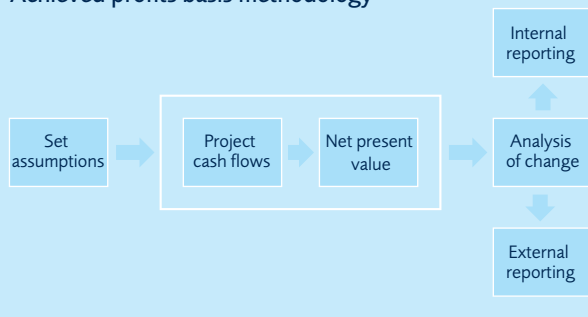 Achieved profits basis methodology
Internal
reporting
Set
assumptions
Project
cash flows
Net present
value
Analysis
of change
External
reporting